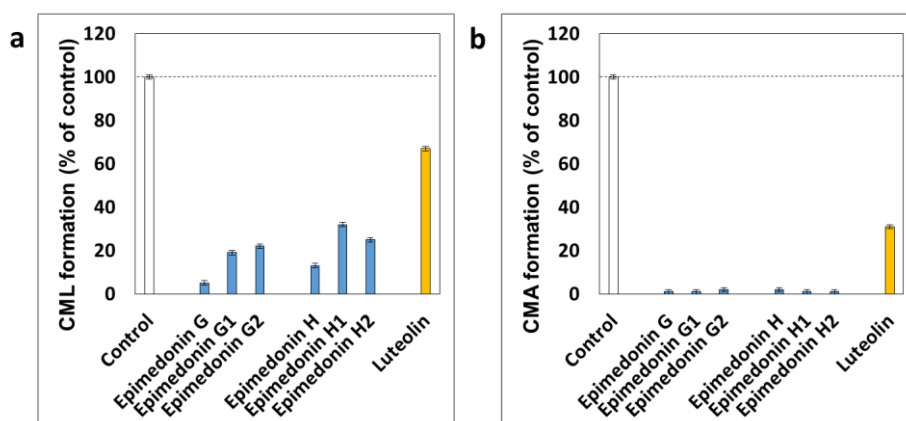 a
CML formation (% of control)
120
100
80
60
40
20
0
Control
Epimedonin G
Epimedonin G1
Epimedonin G2
Epimedonin H
Epimedonin H1
Epimedonin H2
Luteolin
b
CMA formation (% of control)
120
100
80
60
40
20
0
Control
Epimedonin G
Epimedonin G1
Epimedonin G2
Epimedonin H
Epimedonin H1
Epimedonin H2
Luteolin